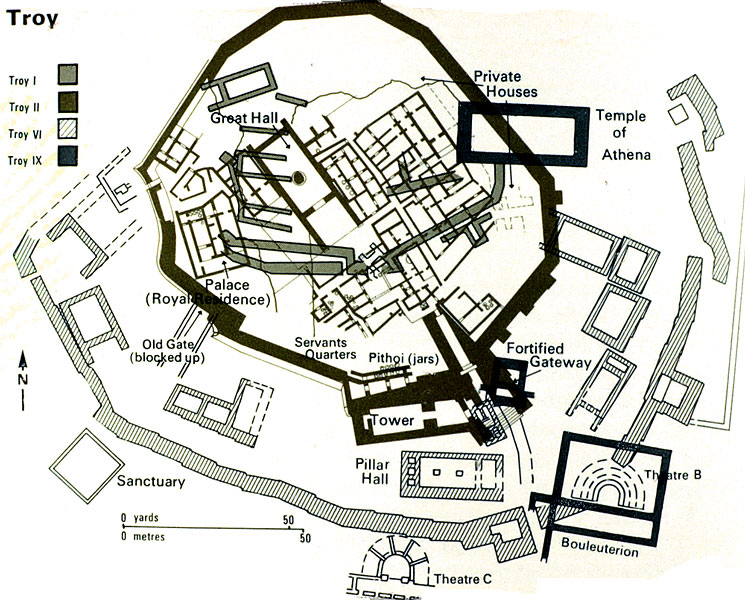 Troy
Troy I
Troy II
Troy VI
Troy IX
Private
Houses
Great Hall
Temple
of
Athena
Palace
(Royal Residence)
Old Gate
(blocked up)
Servants
Quarters
Pithoi (jars)
Fortified
Gateway
N
Tower
Pillar
Hall
Sanctuary
Theatre B
0 yards 50
0 metres 50
Bouleuterion
Theatre C